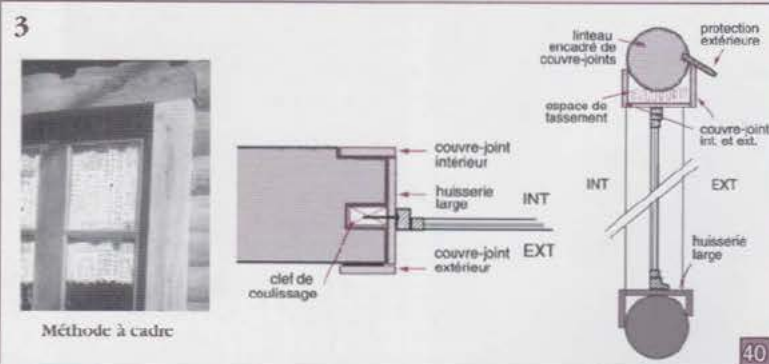 3
Méthode à cadre
couvre-joint
intérieur
huisserie
large
INT
EXT
couvre-joint
extérieur
clef de
coulissage
linteau
encadré de
couvre-joints
protection
extérieure
espace de
tassement
couvre-joint
int. et ext.
INT
EXT
huisserie
large
40